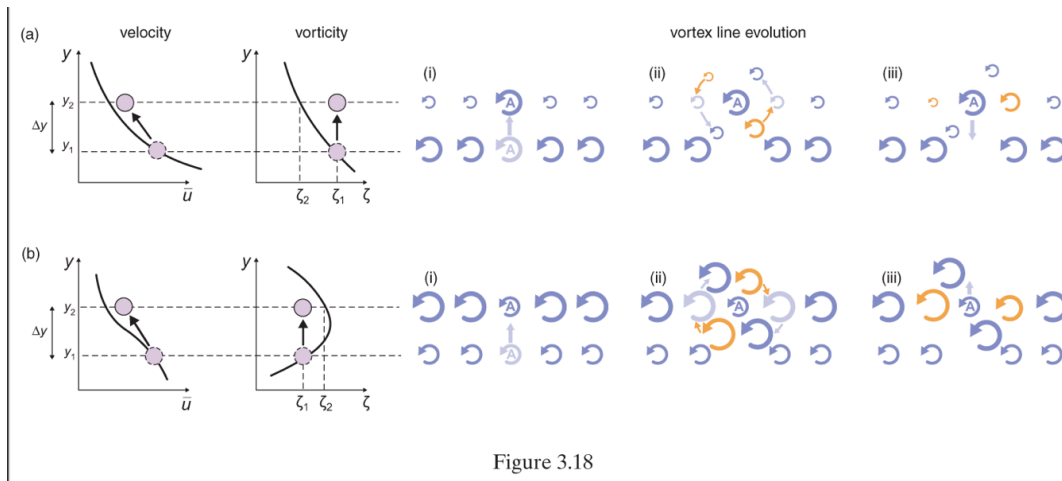 (a) velocity vorticity vortex line evolution
y y (i) (ii) (iii)
y₂ A A A
Δy
y₁ A
u̅ ζ₂ ζ₁ ζ
(b) y y (i) (ii) (iii)
y₂ A A A
Δy
y₁ A
u̅ ζ₁ ζ₂ ζ
Figure 3.18